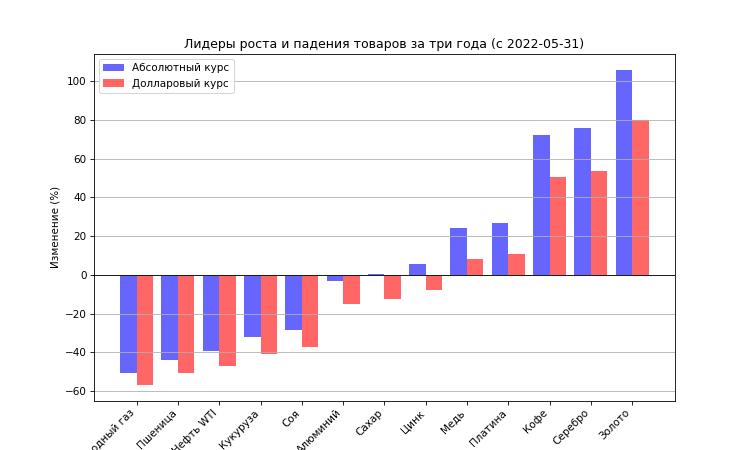 Лидеры роста и падения товаров за три года (с 2022-05-31)
Абсолютный курс
Долларовый курс
Изменение (%)
100
80
60
40
20
0
−20
−40
−60
газ
Пшеница
Нефть WTI
Кукуруза
Соя
Алюминий
Сахар
Цинк
Медь
Платина
Кофе
Серебро
Золото